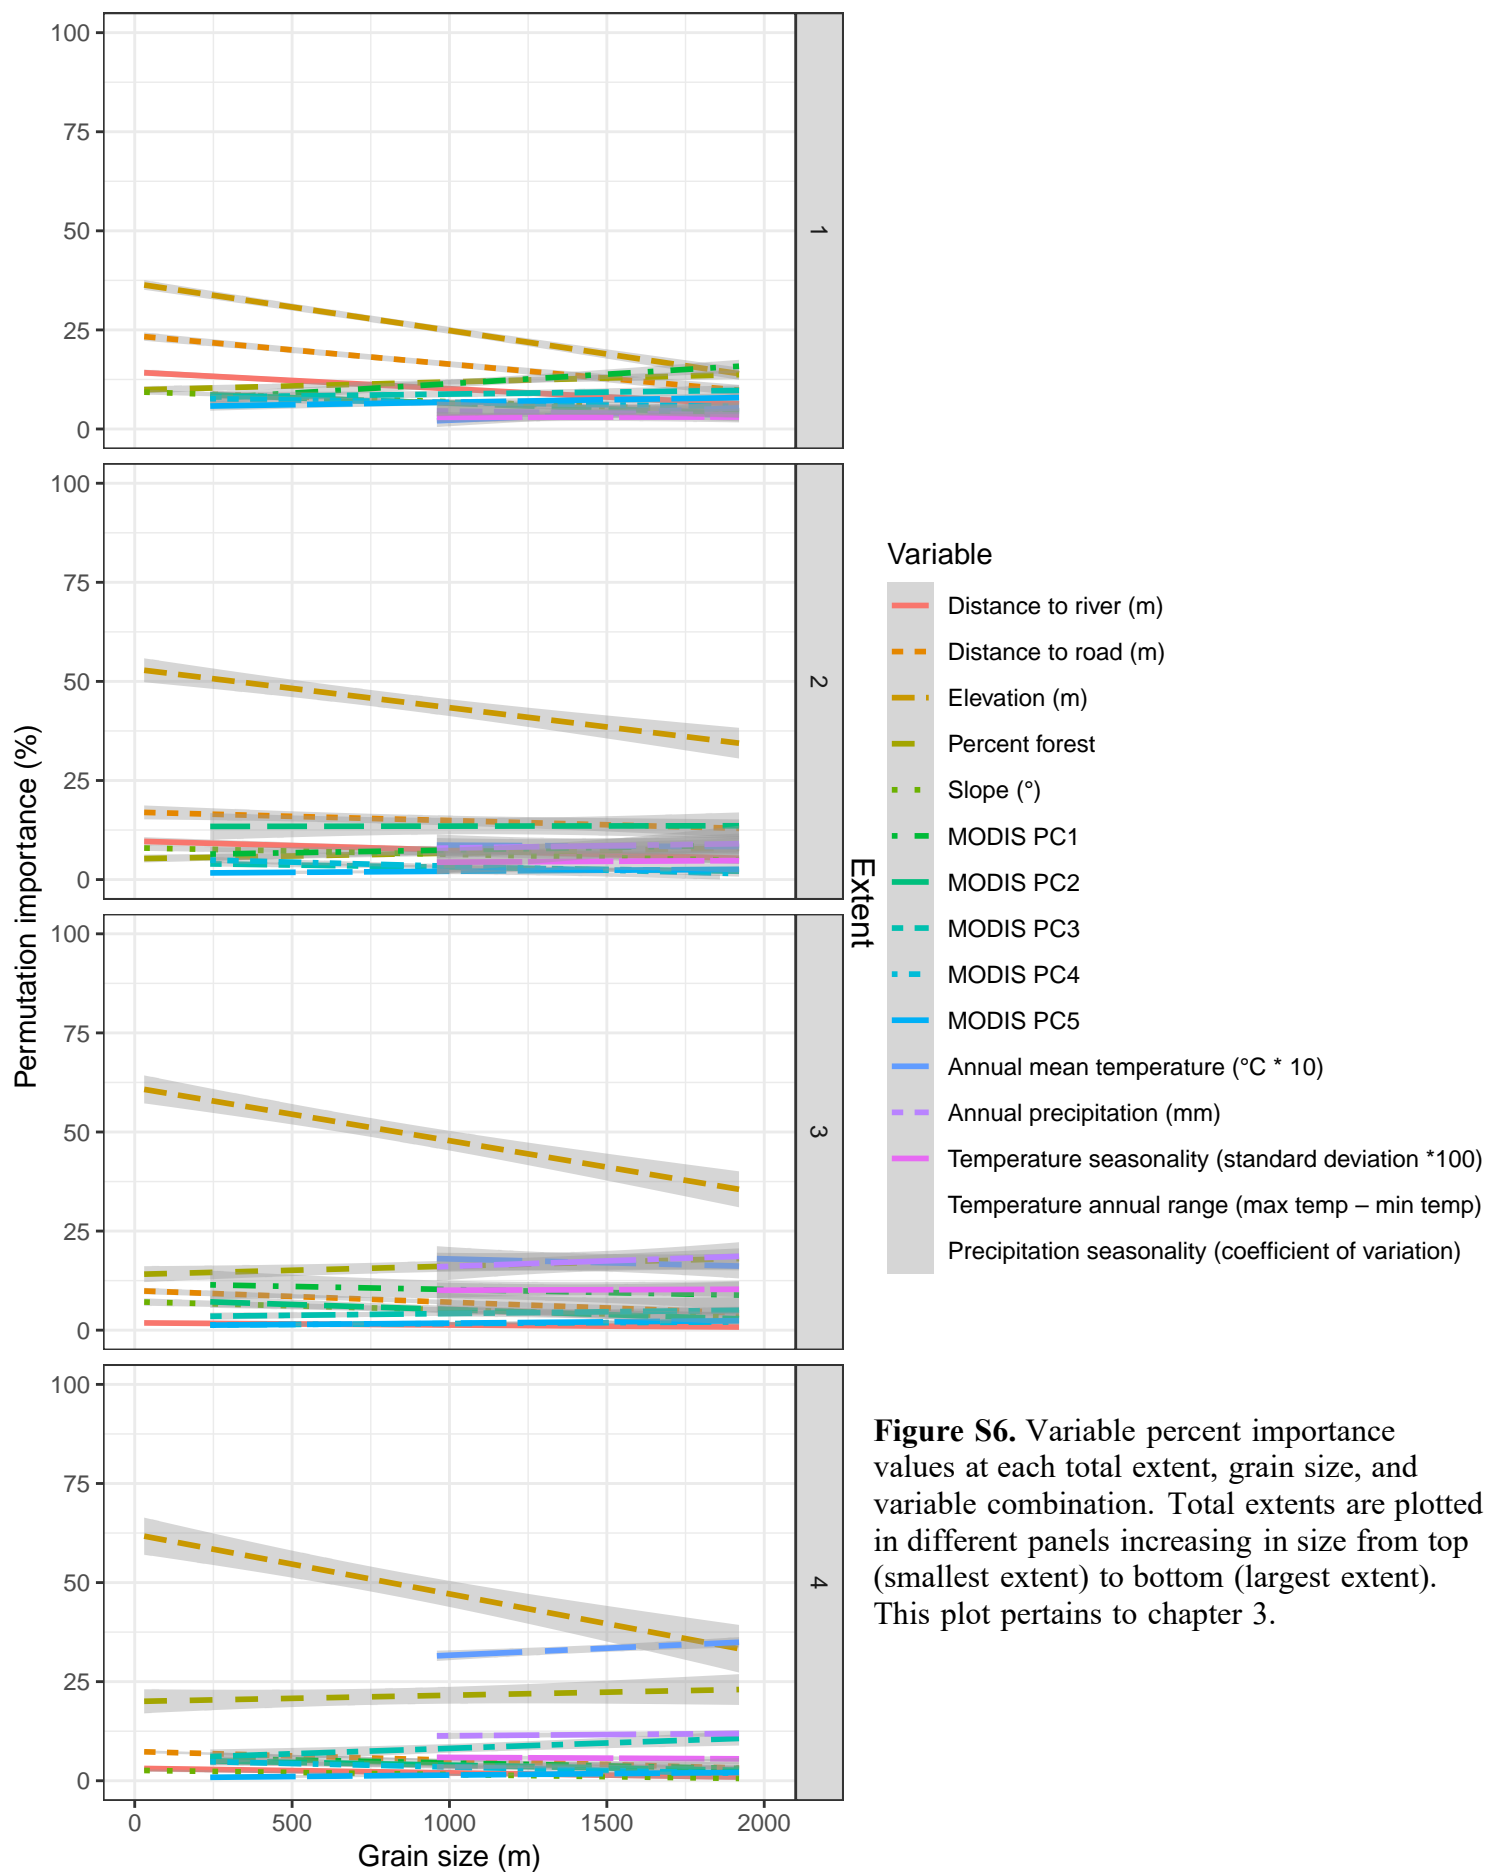 Permutation importance (%)
100
75
50
25
0
1
100
75
50
25
0
2
100
75
50
25
0
3
100
75
50
25
0
4
Extent
0 500 1000 1500 2000
Grain size (m)
Variable
Distance to river (m)
Distance to road (m)
Elevation (m)
Percent forest
Slope (°)
MODIS PC1
MODIS PC2
MODIS PC3
MODIS PC4
MODIS PC5
Annual mean temperature (°C * 10)
Annual precipitation (mm)
Temperature seasonality (standard deviation *100)
Temperature annual range (max temp – min temp)
Precipitation seasonality (coefficient of variation)
Figure S6. Variable percent importance
values at each total extent, grain size, and
variable combination. Total extents are plotted
in different panels increasing in size from top
(smallest extent) to bottom (largest extent).
This plot pertains to chapter 3.